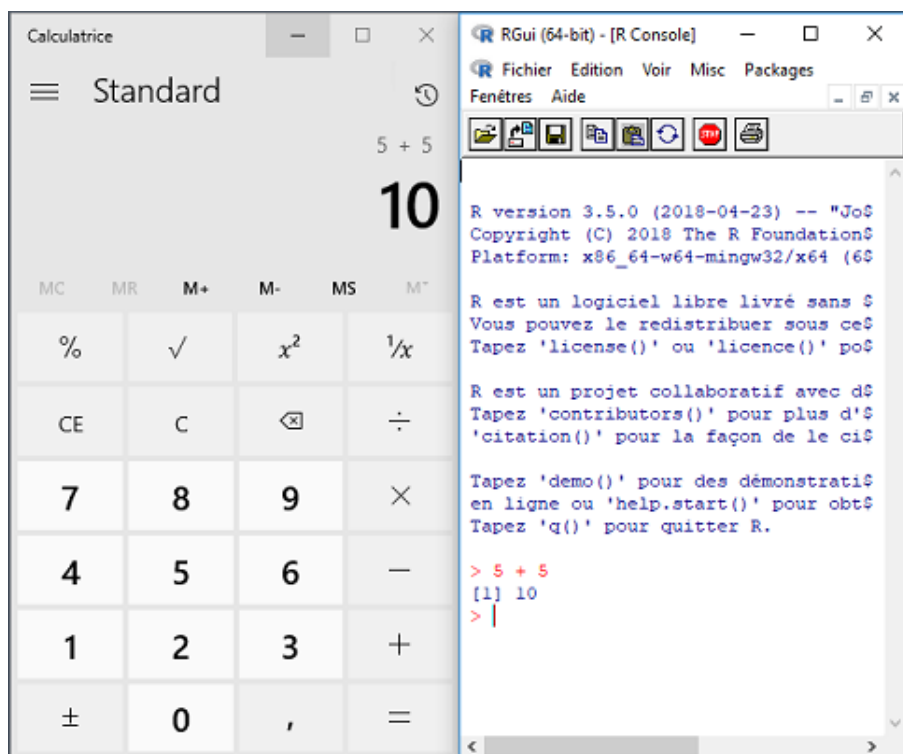 Calculatrice
Standard
5 + 5
10
MC MR M+ M- MS M˅
% √ x² ¹/x
CE C ÷
7 8 9 ×
4 5 6 −
1 2 3 +
± 0 , =
RGui (64-bit) - [R Console]
Fichier Edition Voir Misc Packages
Fenêtres Aide
STOP
R version 3.5.0 (2018-04-23) -- "Jo$
Copyright (C) 2018 The R Foundation$
Platform: x86_64-w64-mingw32/x64 (6$
R est un logiciel libre livré sans $
Vous pouvez le redistribuer sous ce$
Tapez 'license()' ou 'licence()' po$
R est un projet collaboratif avec d$
Tapez 'contributors()' pour plus d'$
'citation()' pour la façon de le ci$
Tapez 'demo()' pour des démonstrati$
en ligne ou 'help.start()' pour obt$
Tapez 'q()' pour quitter R.
> 5 + 5
[1] 10
>